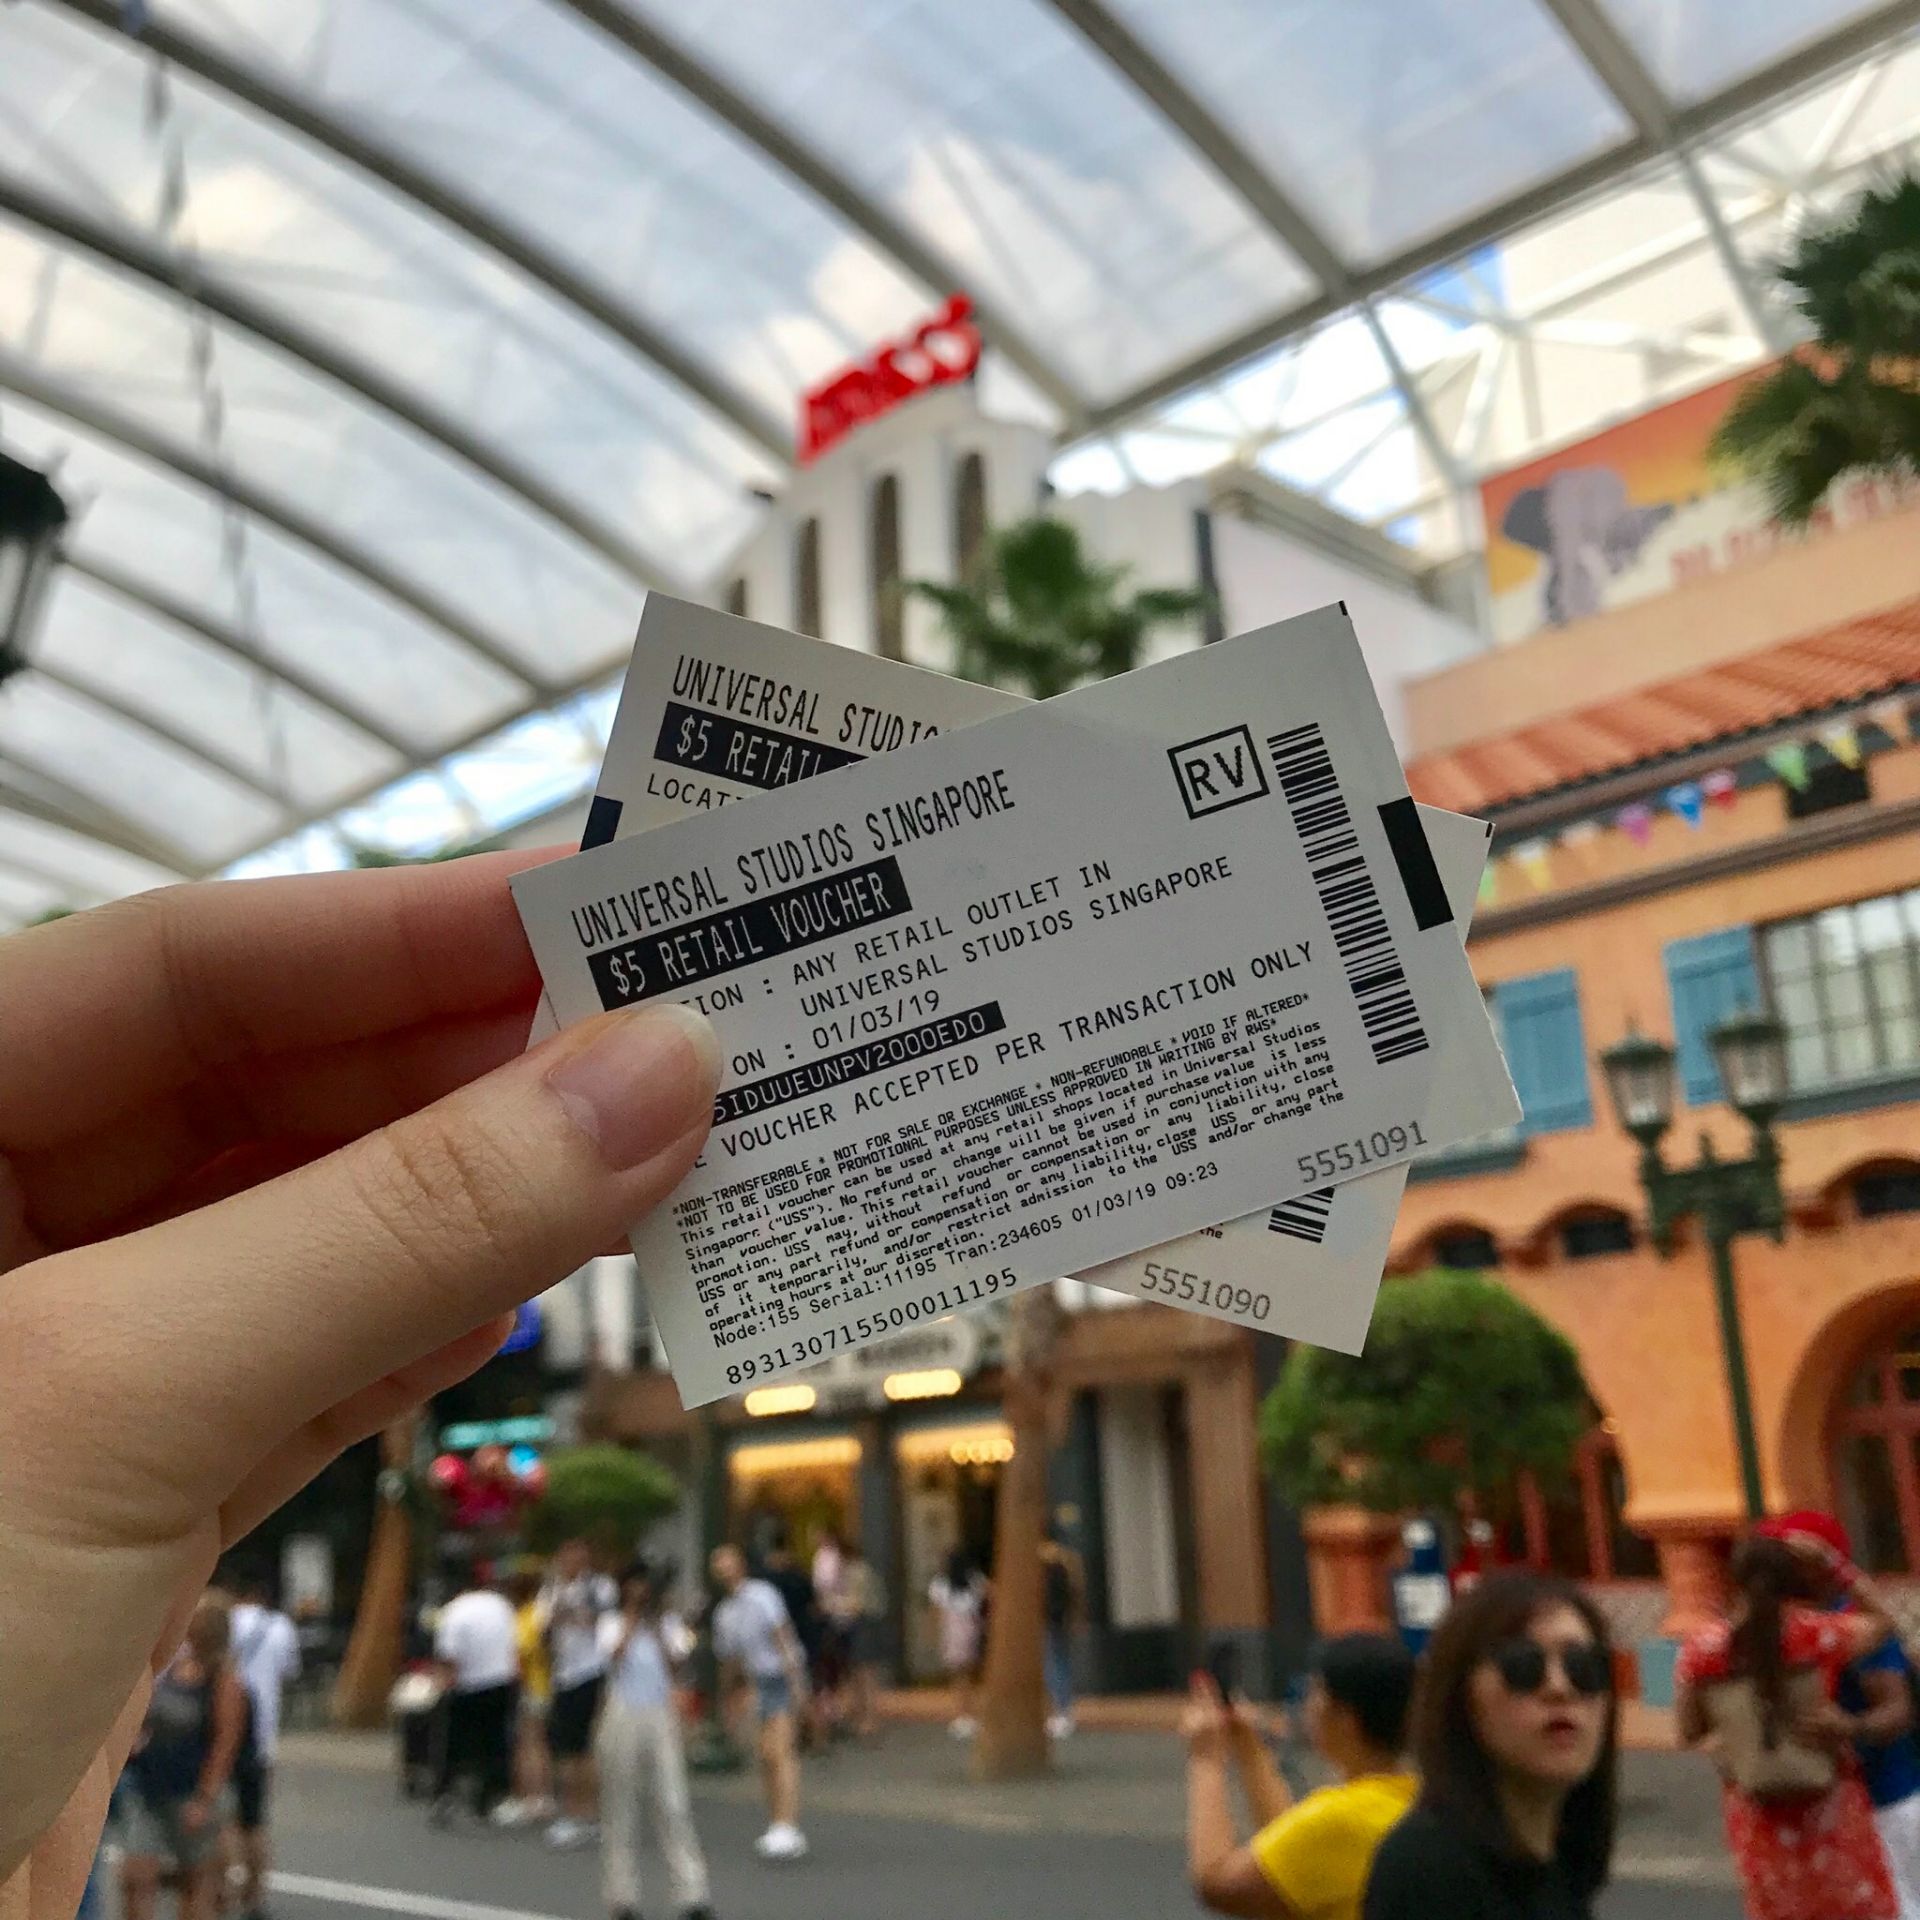 UNIVERSAL STUDIO
$5 RETAIL
LOCAT
UNIVERSAL STUDIOS SINGAPORE
$5 RETAIL VOUCHER
RV
TION : ANY RETAIL OUTLET IN
UNIVERSAL STUDIOS SINGAPORE
ON : 01/03/19
5IDUUEUNPV2000EDO
E VOUCHER ACCEPTED PER TRANSACTION ONLY
*NON-TRANSFERABLE * NOT FOR SALE OR EXCHANGE * NON-REFUNDABLE * VOID IF ALTERED*
*NOT TO BE USED FOR PROMOTIONAL PURPOSES UNLESS APPROVED IN WRITING BY RWS*
This retail voucher can be used at any retail shops located in Universal Studios
Singapore ("USS"). No refund or change will be given if purchase value is less
than voucher value. This retail voucher cannot be used in conjunction with any
promotion. USS may, without refund or compensation or any liability, close
USS or any part refund or compensation or any liability, close USS or any part
of it temporarily, and/or restrict admission to the USS and/or change the
operating hours at our discretion.
Node:155 Serial:11195 Tran:234605 01/03/19 09:23
89313071550001119​5
5551091
the
5551090